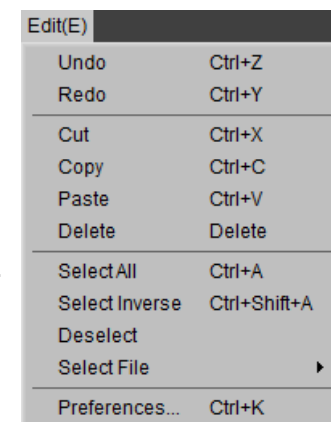 Edit(E)
Undo Ctrl+Z
Redo Ctrl+Y
Cut Ctrl+X
Copy Ctrl+C
Paste Ctrl+V
Delete Delete
Select All Ctrl+A
Select Inverse Ctrl+Shift+A
Deselect
Select File
Preferences... Ctrl+K